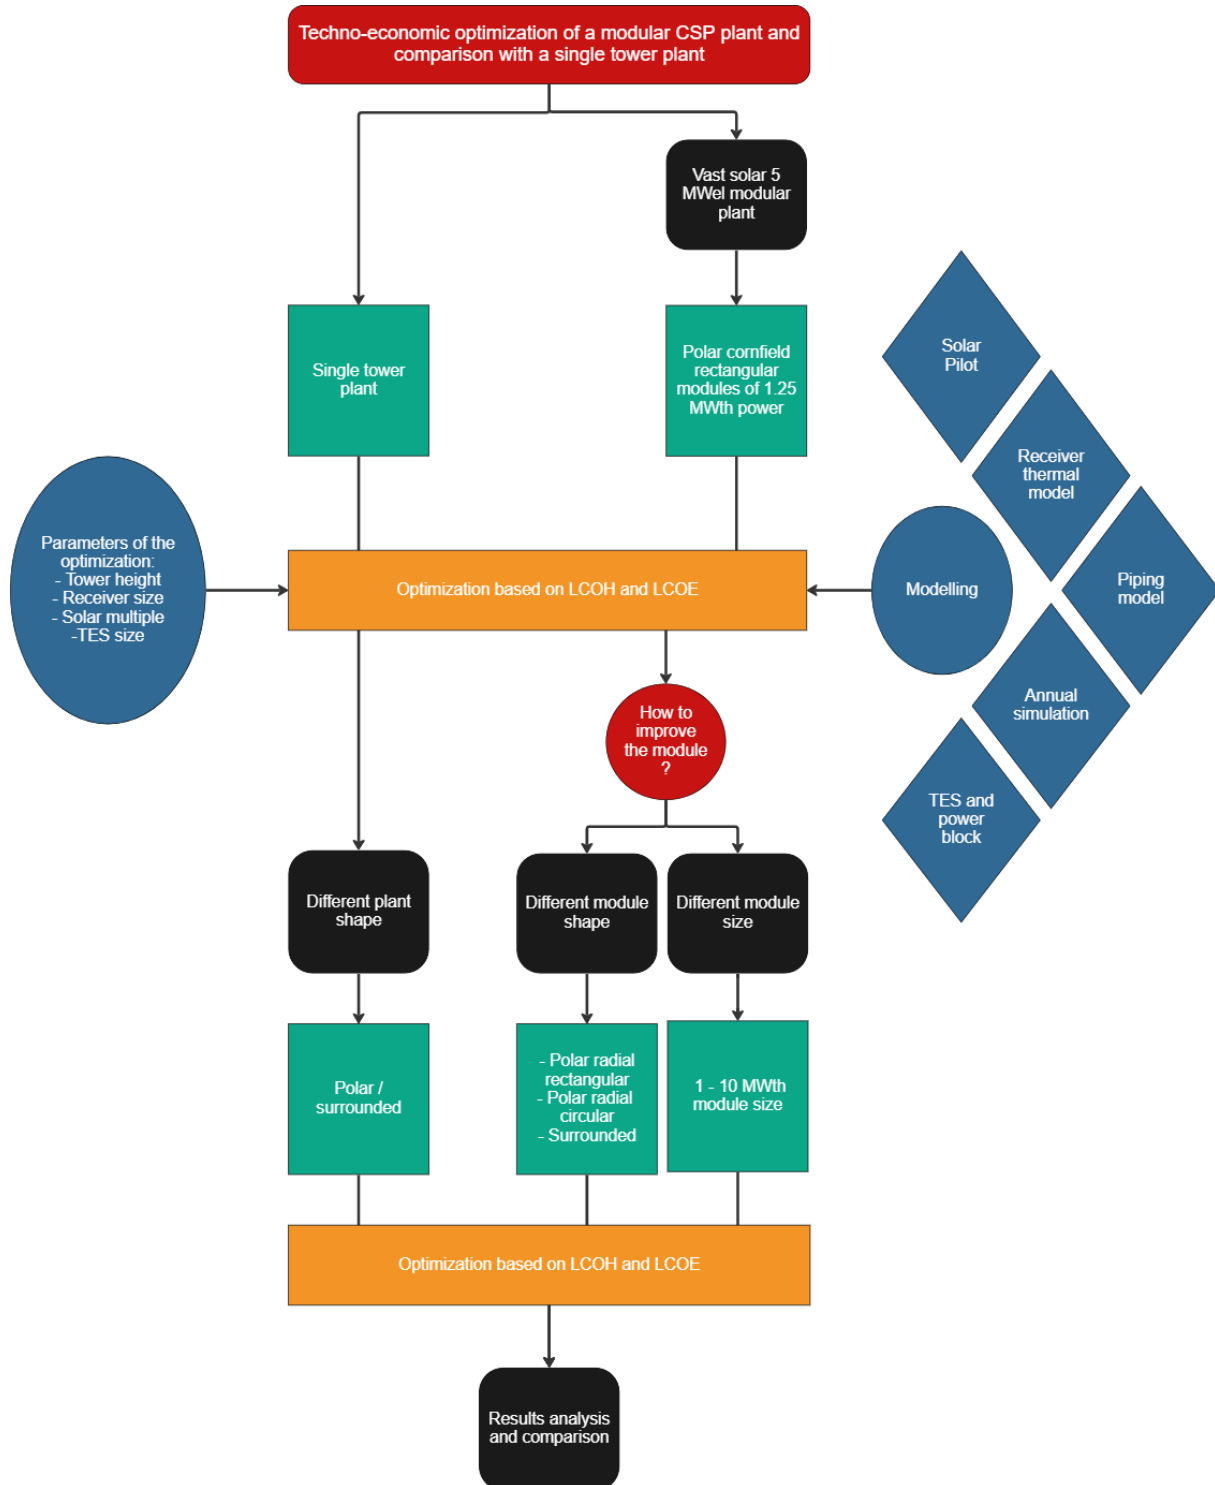 Techno-economic optimization of a modular CSP plant and
comparison with a single tower plant
Vast solar 5
MWel modular
plant
Single tower
plant
Polar cornfield
rectangular
modules of 1.25
MWth power
Solar
Pilot
Receiver
thermal
model
Piping
model
Annual
simulation
TES and
power
block
Modelling
Parameters of the
optimization:
- Tower height
- Receiver size
- Solar multiple
-TES size
Optimization based on LCOH and LCOE
How to
improve
the module
?
Different plant
shape
Different module
shape
Different module
size
Polar /
surrounded
- Polar radial
rectangular
- Polar radial
circular
- Surrounded
1 - 10 MWth
module size
Optimization based on LCOH and LCOE
Results analysis
and comparison